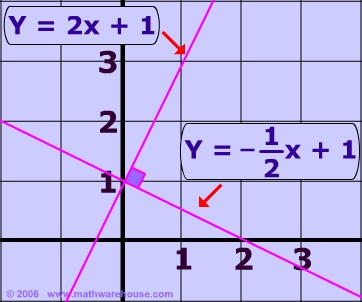 Y = 2x + 1
3
2
Y = -1/2x + 1
1
1 2 3
© 2006 www.mathwarehouse.com